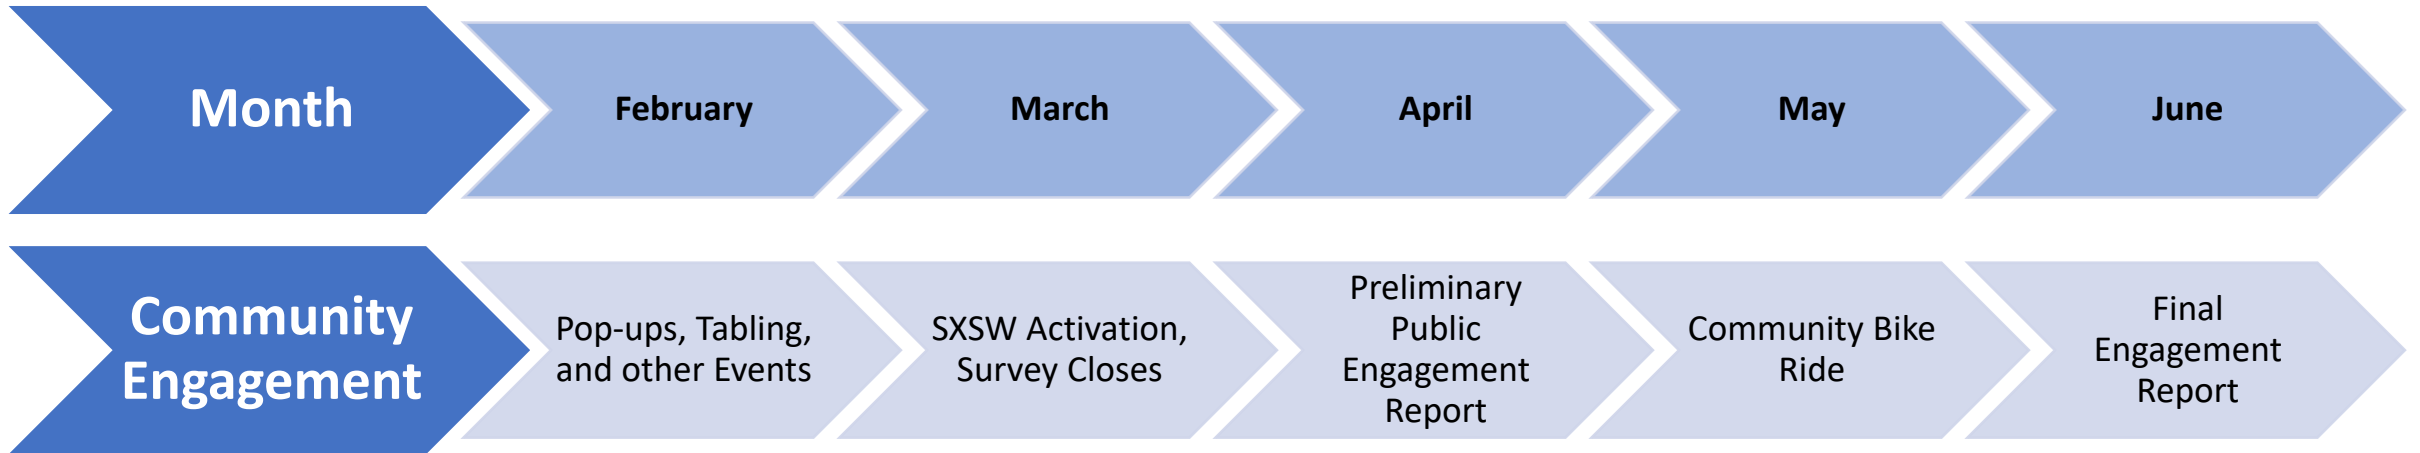 Month
February
March
April
May
June
Community
Engagement
Pop-ups, Tabling,
and other Events
SXSW Activation,
Survey Closes
Preliminary
Public
Engagement
Report
Community Bike
Ride
Final
Engagement
Report